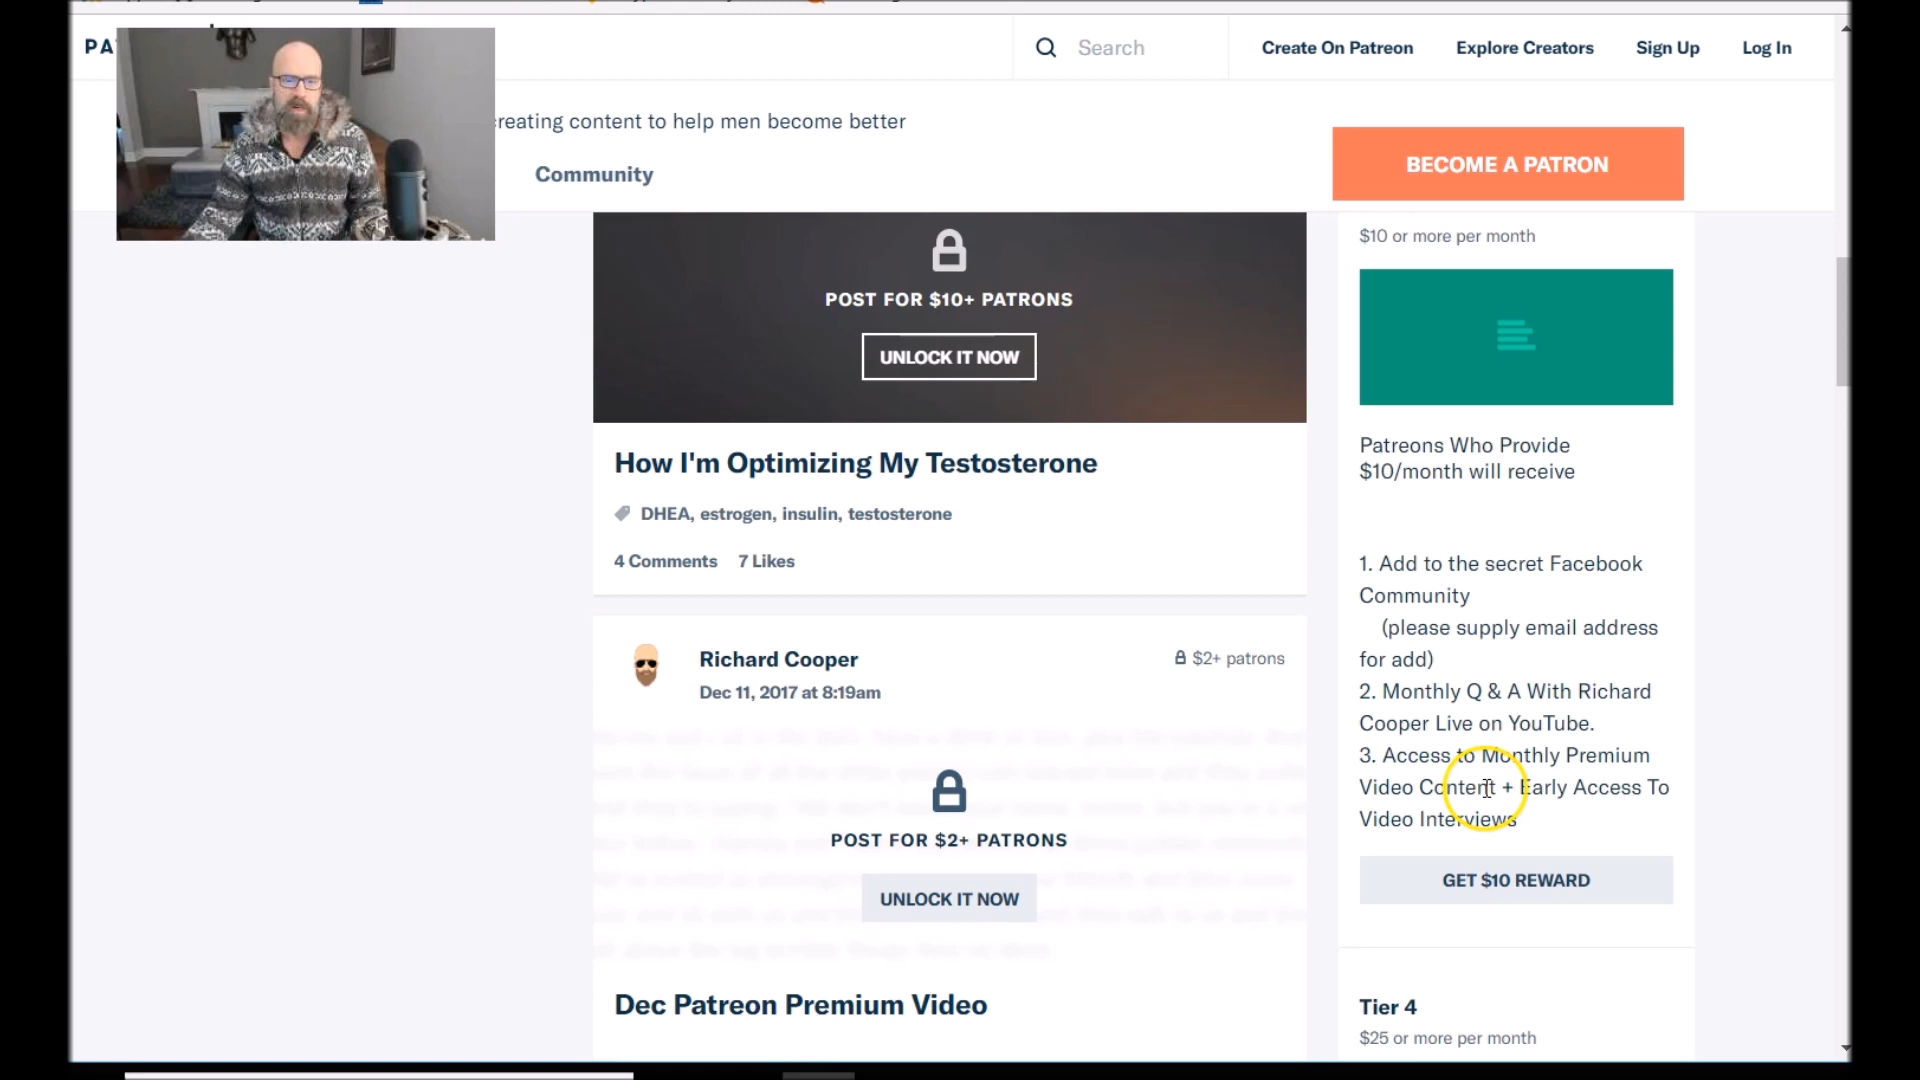 PA
Search
Create On Patreon
Explore Creators
Sign Up
Log In
creating content to help men become better
Community
BECOME A PATRON
POST FOR $10+ PATRONS
UNLOCK IT NOW
How I'm Optimizing My Testosterone
DHEA, estrogen, insulin, testosterone
4 Comments 7 Likes
Richard Cooper
Dec 11, 2017 at 8:19am
$2+ patrons
POST FOR $2+ PATRONS
UNLOCK IT NOW
Dec Patreon Premium Video
$10 or more per month
Patreons Who Provide
$10/month will receive
1. Add to the secret Facebook
Community
(please supply email address
for add)
2. Monthly Q & A With Richard
Cooper Live on YouTube.
3. Access to Monthly Premium
Video Content + Early Access To
Video Interviews
GET $10 REWARD
Tier 4
$25 or more per month